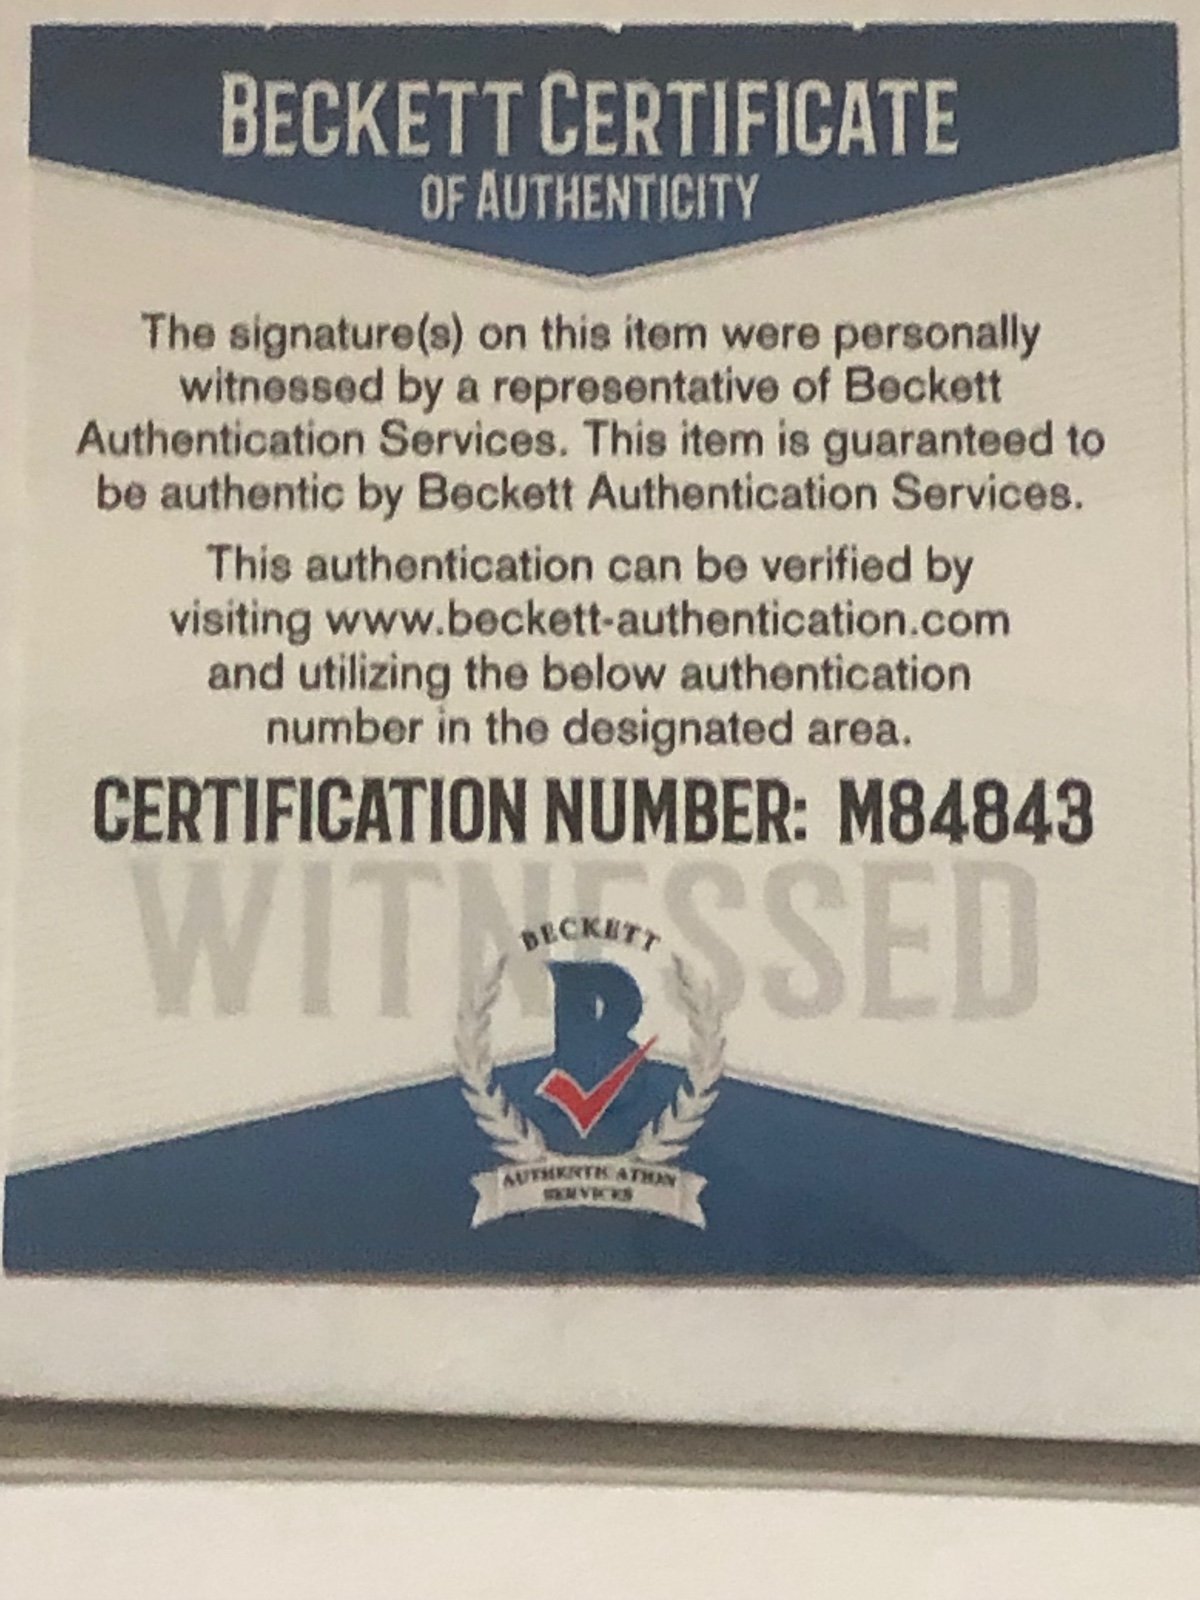 BECKETT CERTIFICATE
OF AUTHENTICITY
The signature(s) on this item were personally
witnessed by a representative of Beckett
Authentication Services. This item is guaranteed to
be authentic by Beckett Authentication Services.
This authentication can be verified by
visiting www.beckett-authentication.com
and utilizing the below authentication
number in the designated area.
CERTIFICATION NUMBER: M84843
WITNESSED
BECKETT
B
AUTHENTICATION
SERVICES